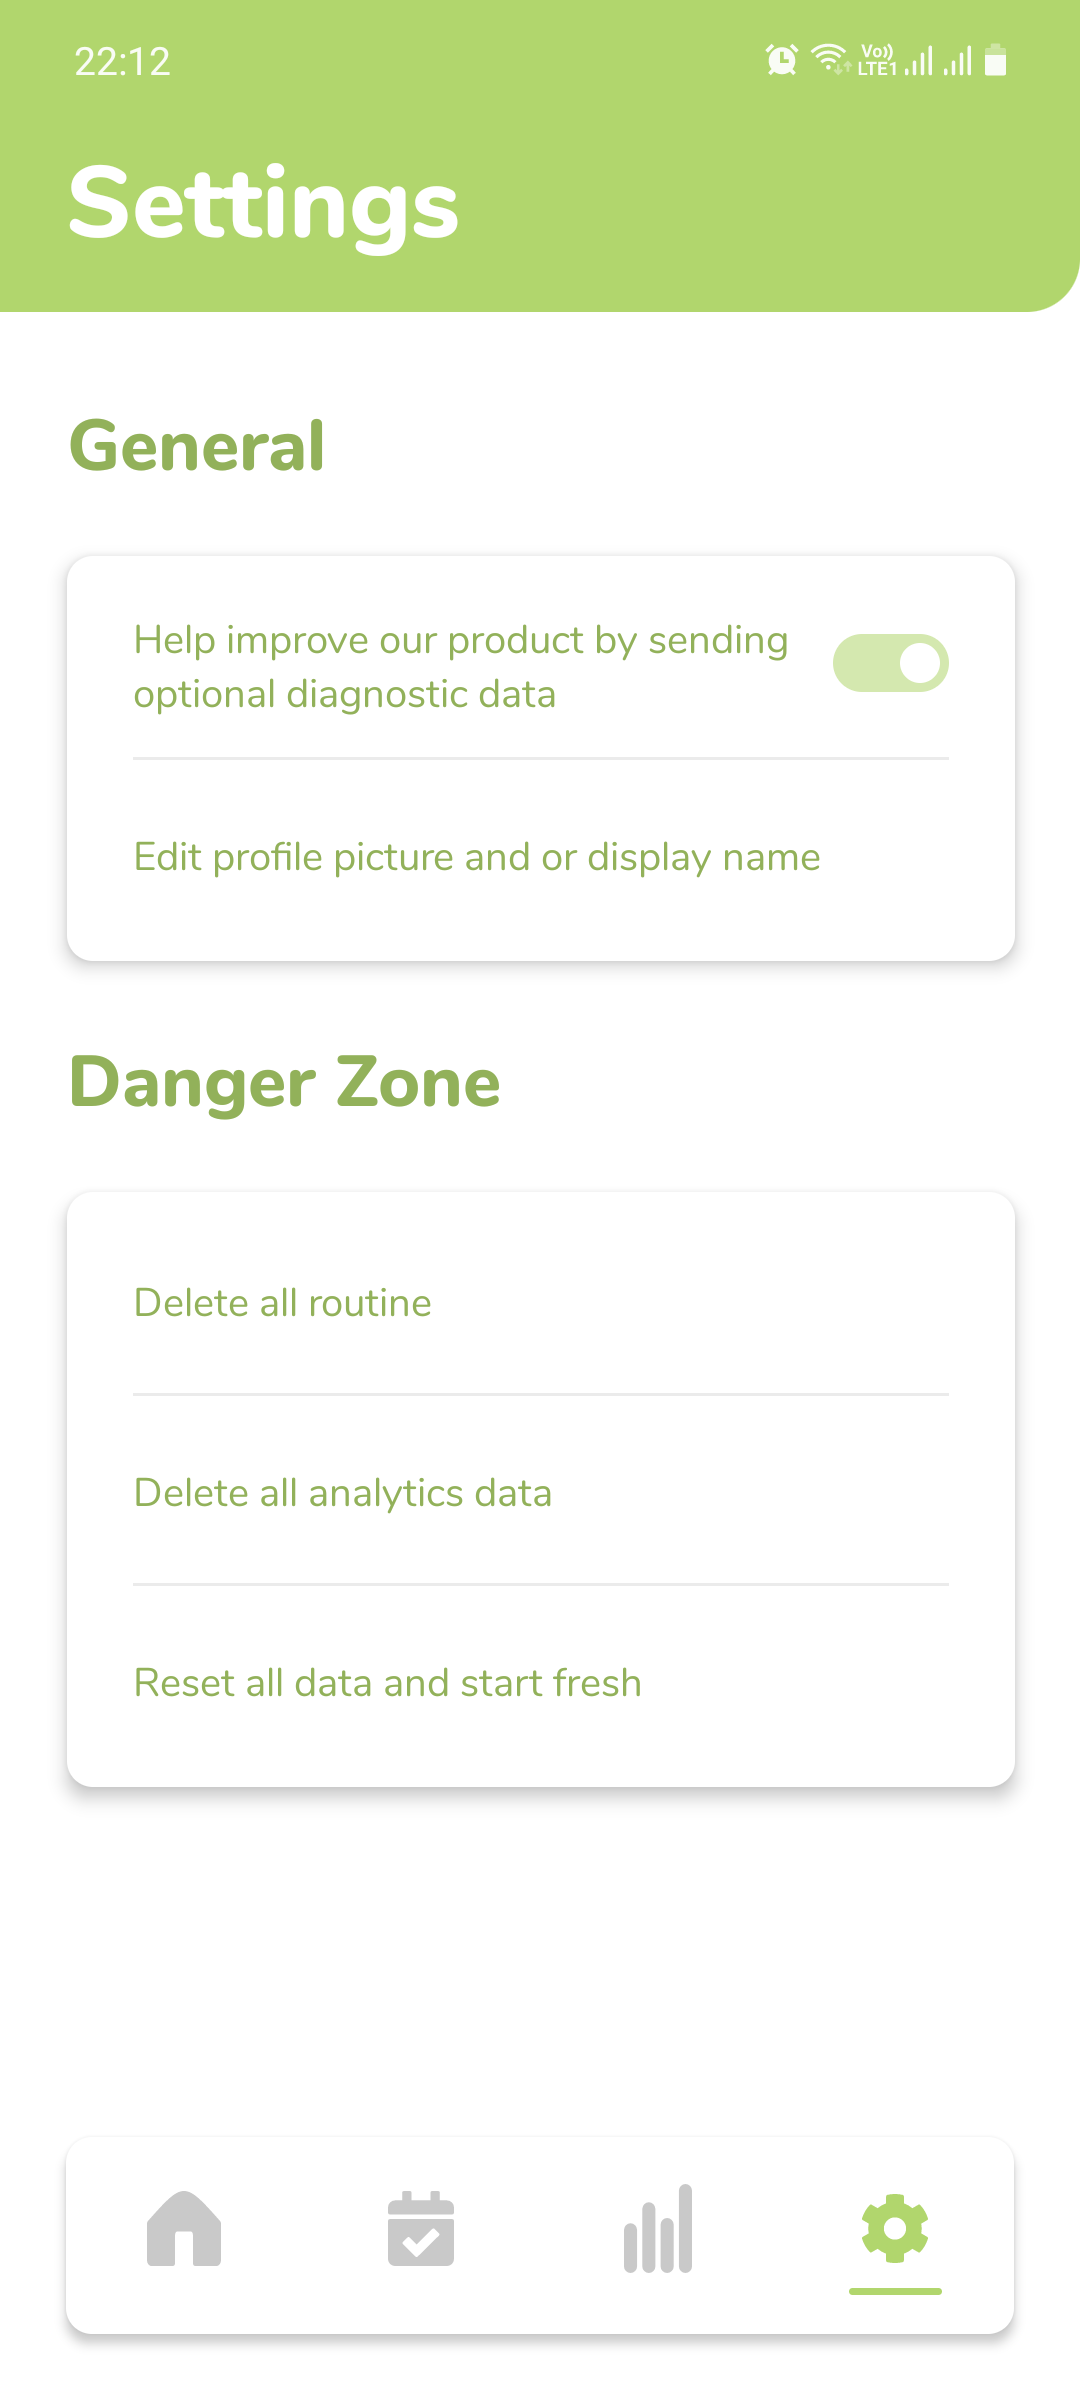 22:12
Vo))
LTE1
Settings
General
Help improve our product by sending
optional diagnostic data
Edit profile picture and or display name
Danger Zone
Delete all routine
Delete all analytics data
Reset all data and start fresh